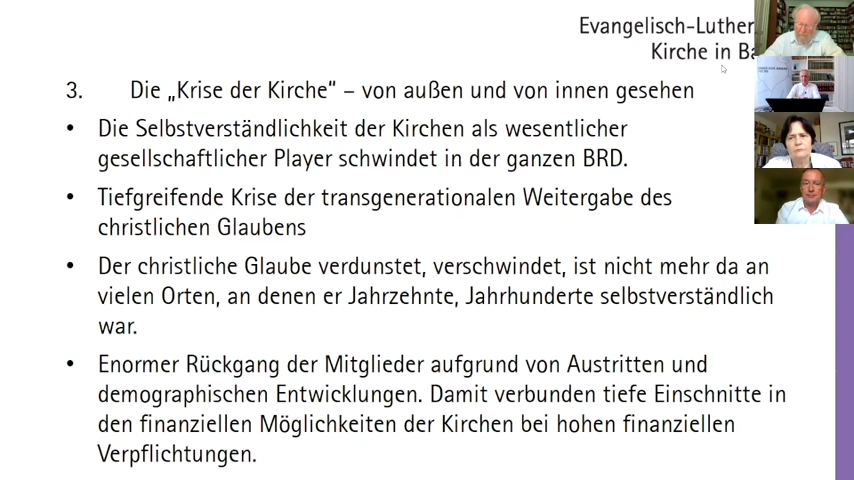 Evangelisch-Luther
Kirche in Ba
3. Die „Krise der Kirche“ – von außen und von innen gesehen
• Die Selbstverständlichkeit der Kirchen als wesentlicher
gesellschaftlicher Player schwindet in der ganzen BRD.
• Tiefgreifende Krise der transgenerationalen Weitergabe des
christlichen Glaubens
• Der christliche Glaube verdunstet, verschwindet, ist nicht mehr da an
vielen Orten, an denen er Jahrzehnte, Jahrhunderte selbstverständlich
war.
• Enormer Rückgang der Mitglieder aufgrund von Austritten und
demographischen Entwicklungen. Damit verbunden tiefe Einschnitte in
den finanziellen Möglichkeiten der Kirchen bei hohen finanziellen
Verpflichtungen.